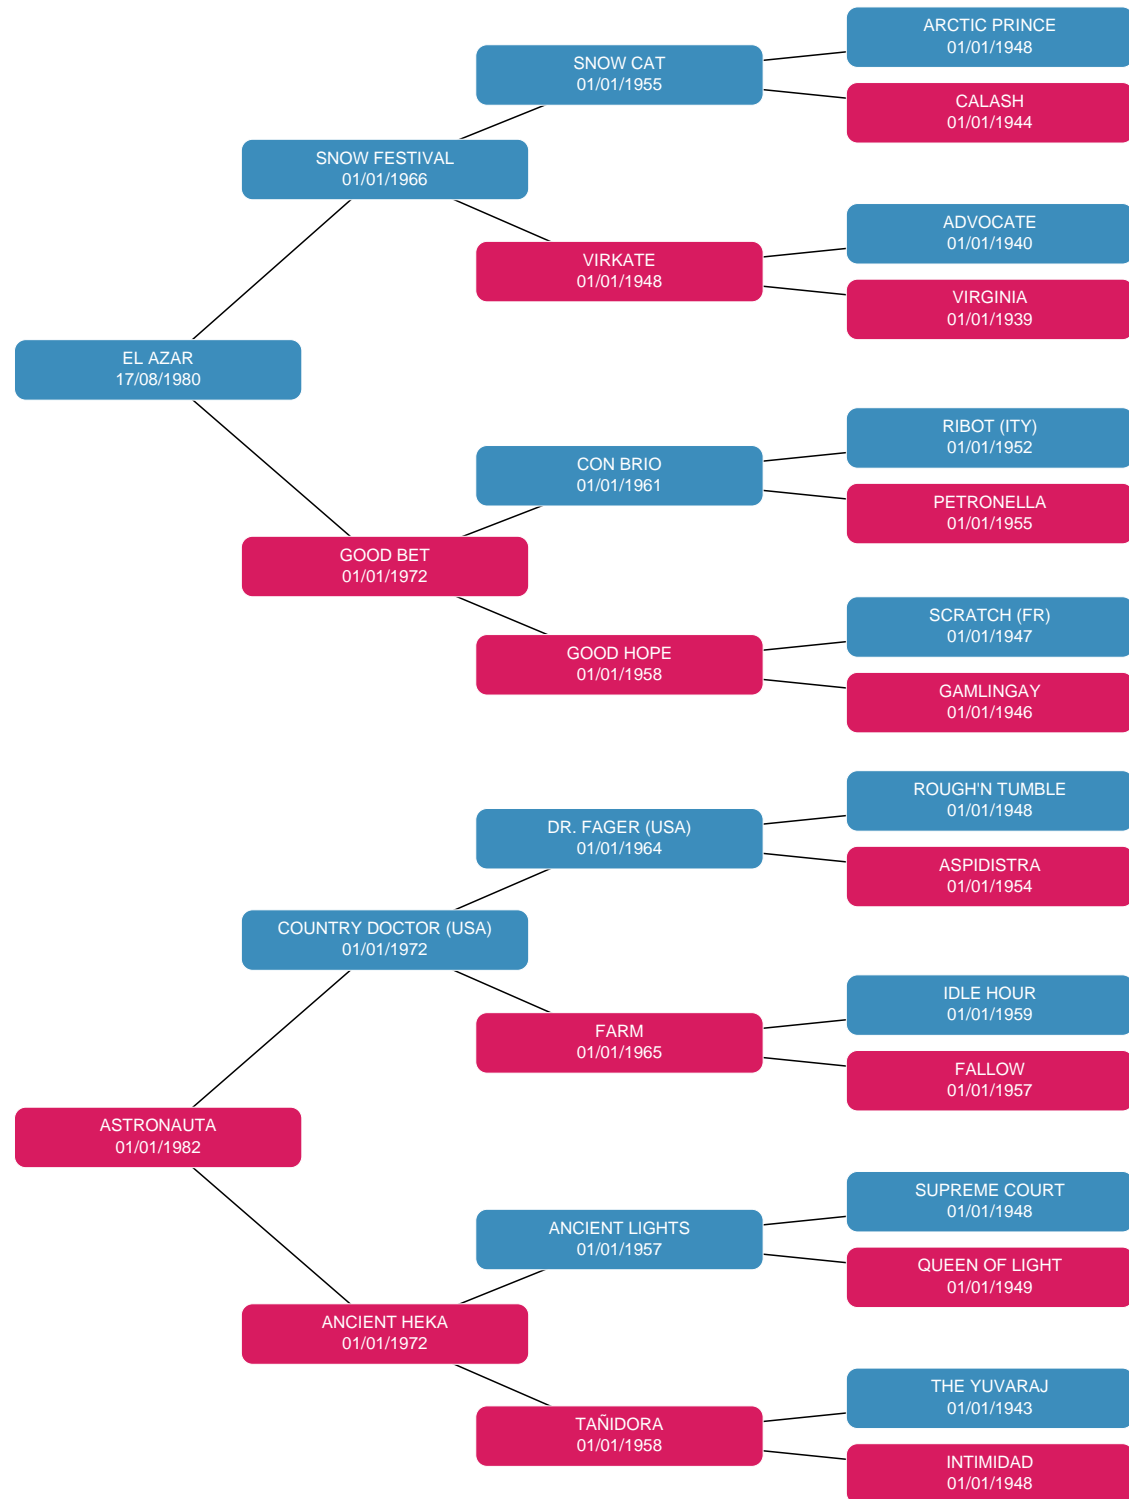 ARCTIC PRINCE
01/01/1948
SNOW CAT
01/01/1955
CALASH
01/01/1944
SNOW FESTIVAL
01/01/1966
ADVOCATE
01/01/1940
VIRKATE
01/01/1948
VIRGINIA
01/01/1939
EL AZAR
17/08/1980
RIBOT (ITY)
01/01/1952
CON BRIO
01/01/1961
PETRONELLA
01/01/1955
GOOD BET
01/01/1972
SCRATCH (FR)
01/01/1947
GOOD HOPE
01/01/1958
GAMLINGAY
01/01/1946
ROUGH'N TUMBLE
01/01/1948
DR. FAGER (USA)
01/01/1964
ASPIDISTRA
01/01/1954
COUNTRY DOCTOR (USA)
01/01/1972
IDLE HOUR
01/01/1959
FARM
01/01/1965
FALLOW
01/01/1957
ASTRONAUTA
01/01/1982
SUPREME COURT
01/01/1948
ANCIENT LIGHTS
01/01/1957
QUEEN OF LIGHT
01/01/1949
ANCIENT HEKA
01/01/1972
THE YUVARAJ
01/01/1943
TAÑIDORA
01/01/1958
INTIMIDAD
01/01/1948